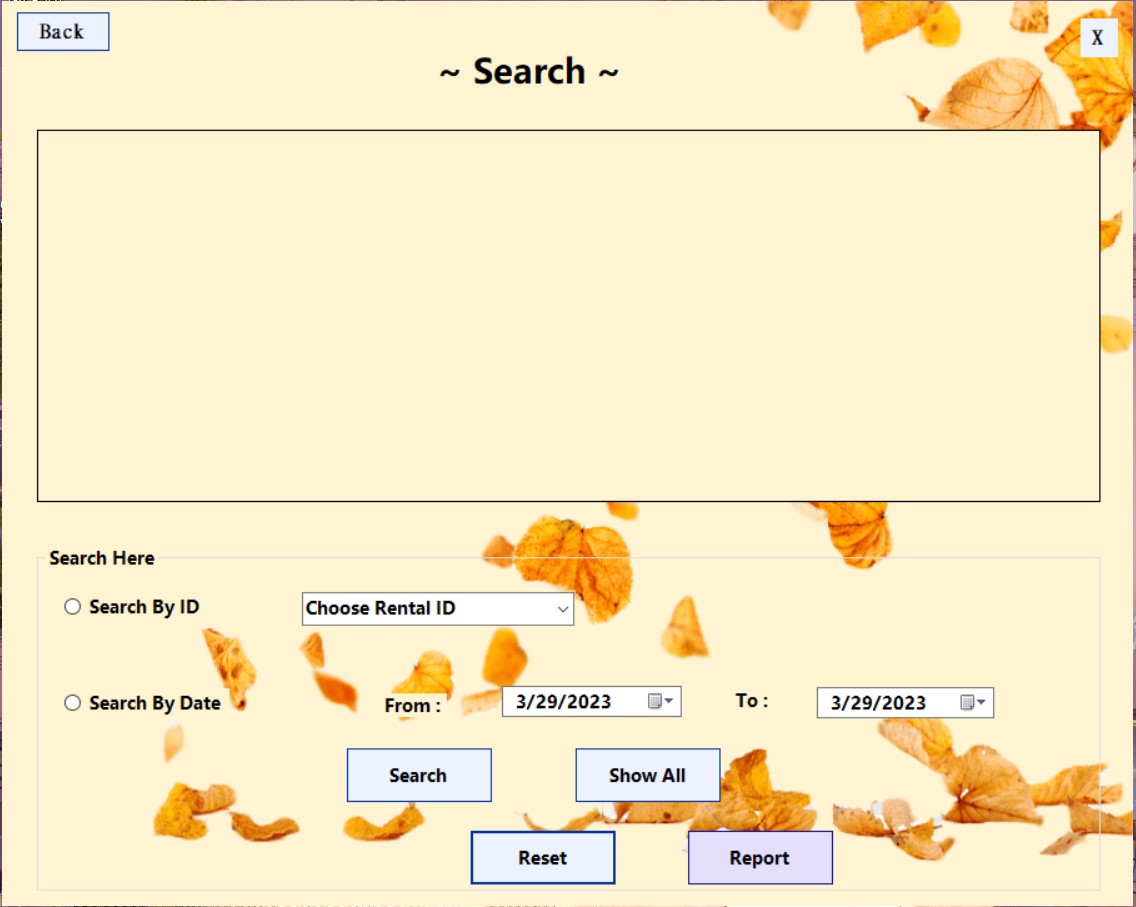 Back
X
~ Search ~
Search Here
Search By ID
Choose Rental ID
Search By Date
From :
3/29/2023
To :
3/29/2023
Search
Show All
Reset
Report